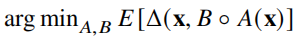 arg min_{A,B} E[Δ(𝐱, B ∘ A(𝐱)]